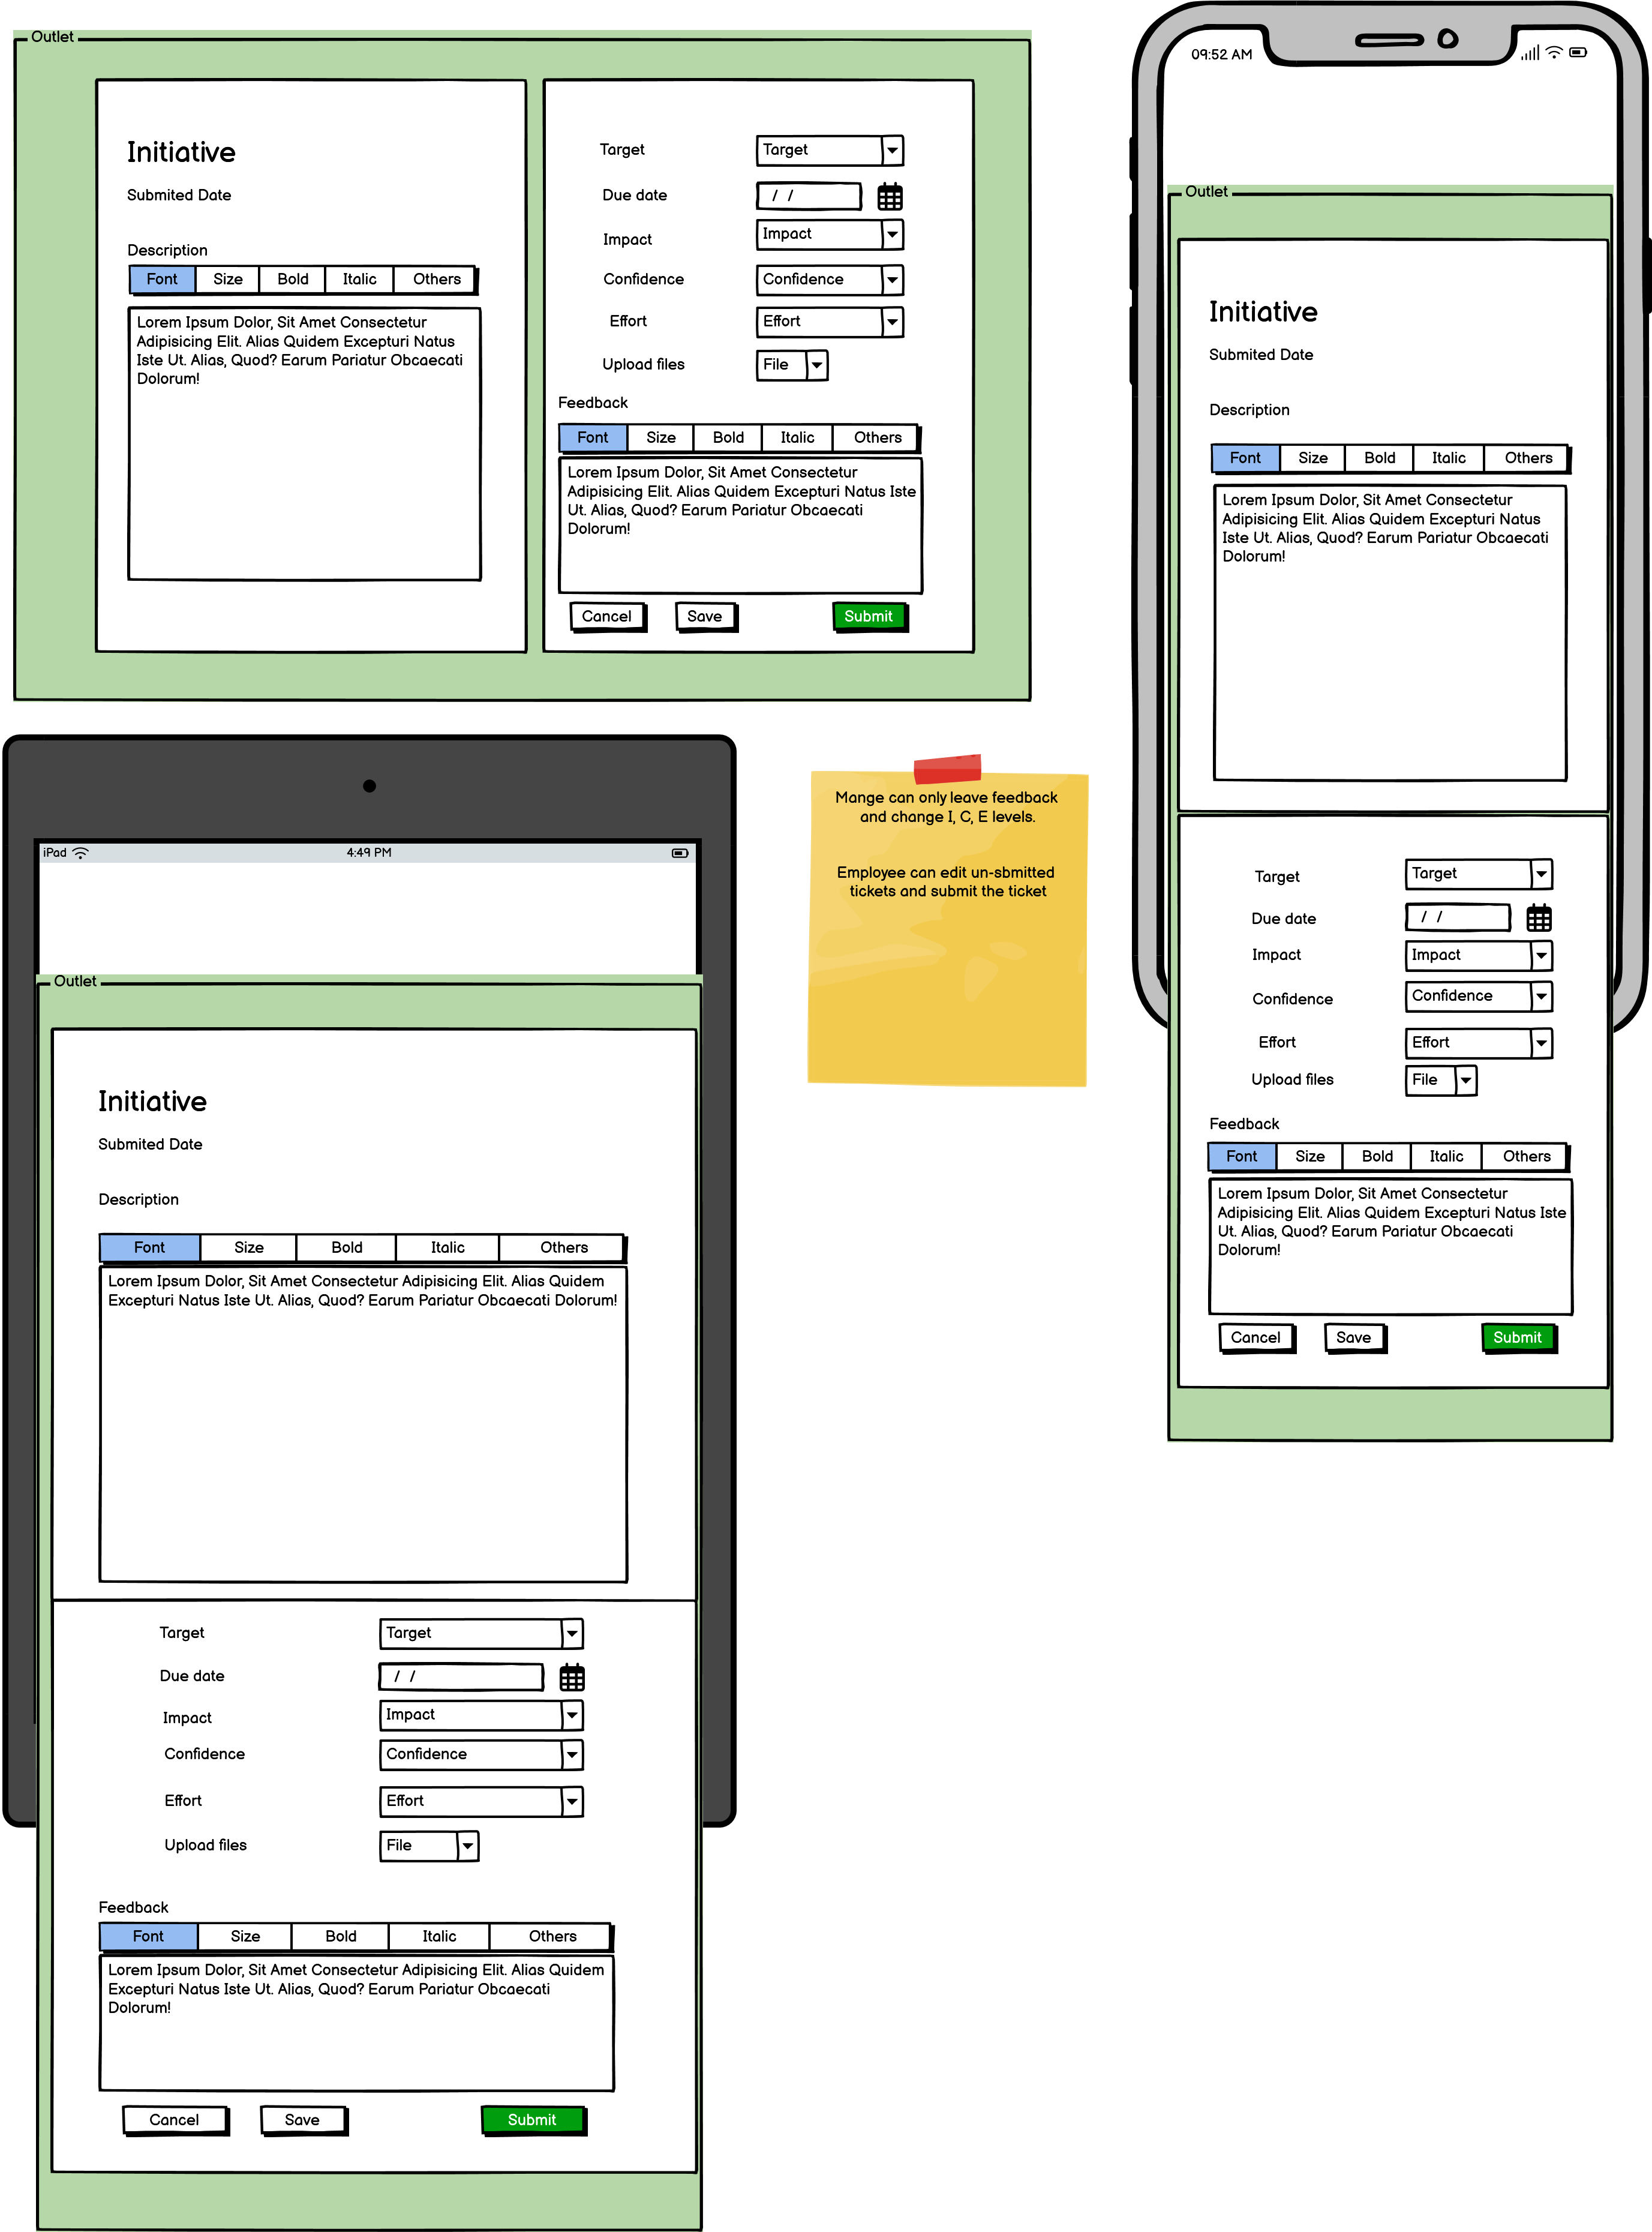 Outlet
Initiative
Submited Date
Description
Font Size Bold Italic Others
Lorem Ipsum Dolor, Sit Amet Consectetur
Adipisicing Elit. Alias Quidem Excepturi Natus
Iste Ut. Alias, Quod? Earum Pariatur Obcaecati
Dolorum!
Target Target
Due date / /
Impact Impact
Confidence Confidence
Effort Effort
Upload files File
Feedback
Font Size Bold Italic Others
Lorem Ipsum Dolor, Sit Amet Consectetur
Adipisicing Elit. Alias Quidem Excepturi Natus Iste
Ut. Alias, Quod? Earum Pariatur Obcaecati
Dolorum!
Cancel Save Submit
09:52 AM
Outlet
Initiative
Submited Date
Description
Font Size Bold Italic Others
Lorem Ipsum Dolor, Sit Amet Consectetur
Adipisicing Elit. Alias Quidem Excepturi Natus
Iste Ut. Alias, Quod? Earum Pariatur Obcaecati
Dolorum!
Target Target
Due date / /
Impact Impact
Confidence Confidence
Effort Effort
Upload files File
Feedback
Font Size Bold Italic Others
Lorem Ipsum Dolor, Sit Amet Consectetur
Adipisicing Elit. Alias Quidem Excepturi Natus Iste
Ut. Alias, Quod? Earum Pariatur Obcaecati
Dolorum!
Cancel Save Submit
Mange can only leave feedback
and change I, C, E levels.
Employee can edit un-sbmitted
tickets and submit the ticket
iPad 4:49 PM
Outlet
Initiative
Submited Date
Description
Font Size Bold Italic Others
Lorem Ipsum Dolor, Sit Amet Consectetur Adipisicing Elit. Alias Quidem
Excepturi Natus Iste Ut. Alias, Quod? Earum Pariatur Obcaecati Dolorum!
Target Target
Due date / /
Impact Impact
Confidence Confidence
Effort Effort
Upload files File
Feedback
Font Size Bold Italic Others
Lorem Ipsum Dolor, Sit Amet Consectetur Adipisicing Elit. Alias Quidem
Excepturi Natus Iste Ut. Alias, Quod? Earum Pariatur Obcaecati
Dolorum!
Cancel Save Submit